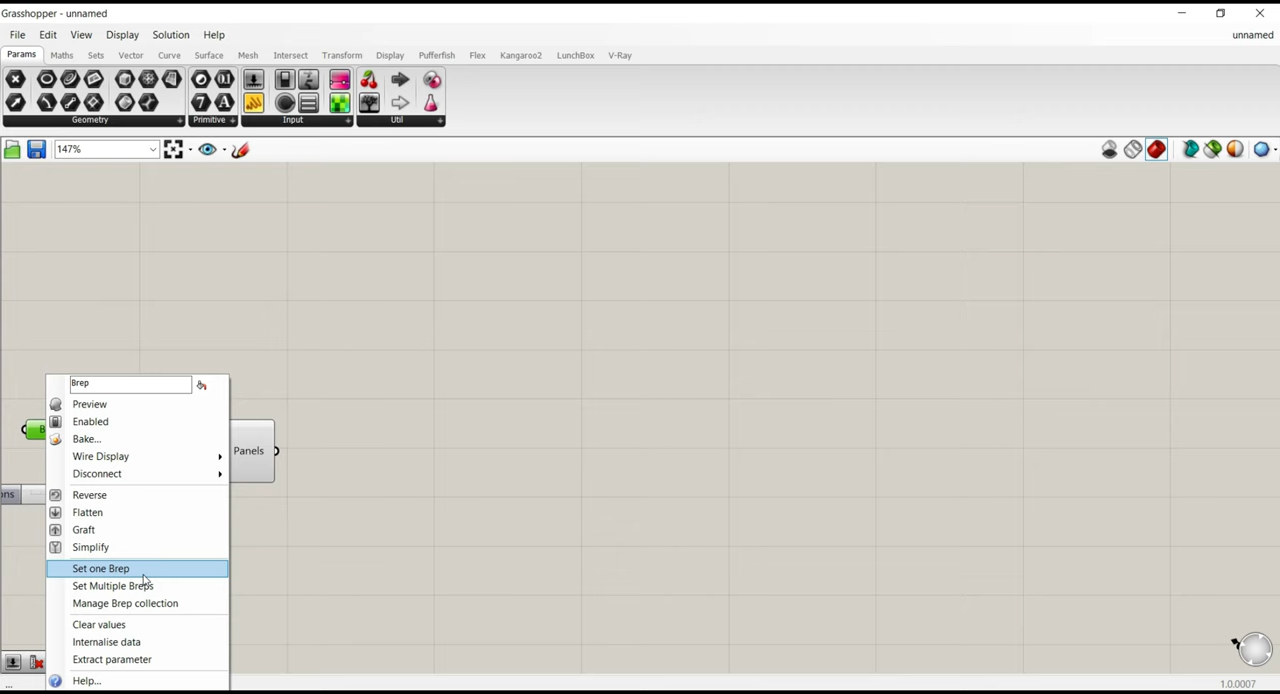 Grasshopper - unnamed
File Edit View Display Solution Help
unnamed
Params Maths Sets Vector Curve Surface Mesh Intersect Transform Display Pufferfish Flex Kangaroo2 LunchBox V-Ray
Geometry Primitive Input Util
147%
Brep
Preview
Enabled
Bake...
Wire Display
Disconnect
Panels
Reverse
ons
Flatten
Graft
Simplify
Set one Brep
Set Multiple Breps
Manage Brep collection
Clear values
Internalise data
Extract parameter
Help...
...
1.0.0007